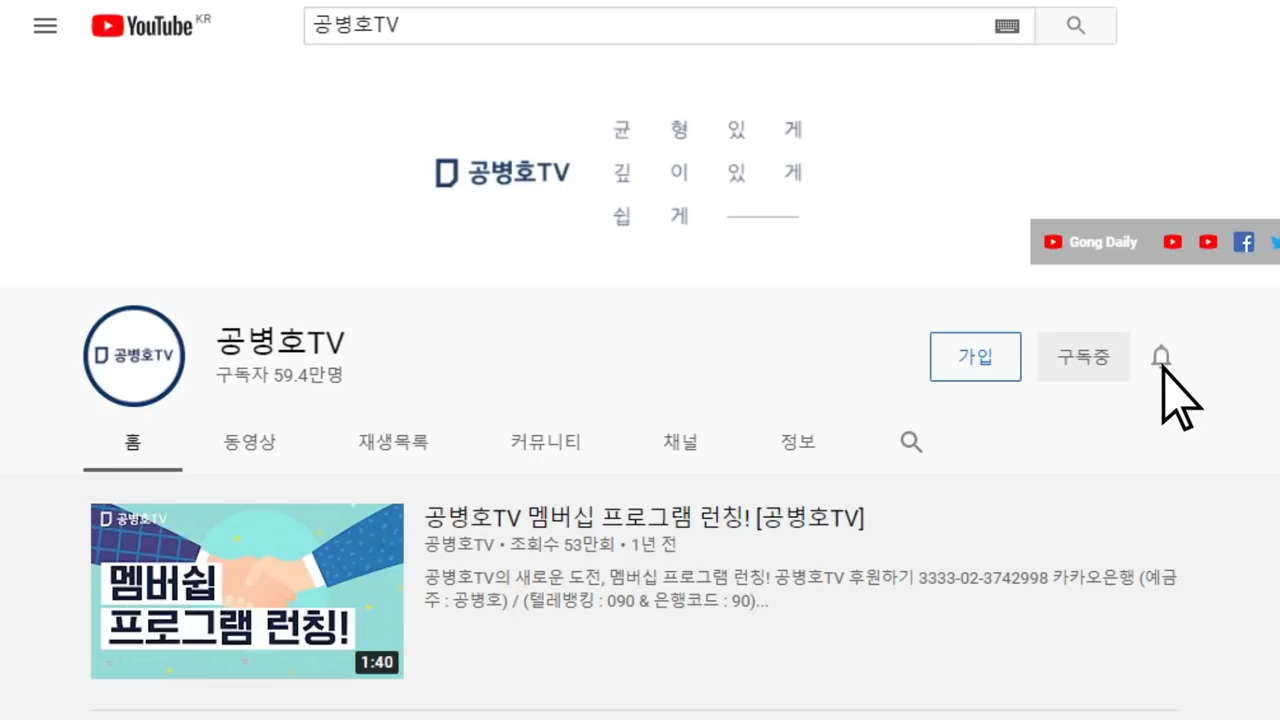 YouTube KR
공병호TV
균형있게
공병호TV
깊이있게
쉽게
Gong Daily
공병호TV
공병호TV
구독자 59.4만명
가입
구독중
홈
동영상
재생목록
커뮤니티
채널
정보
공병호TV
멤버쉽
프로그램 런칭!
1:40
공병호TV 멤버십 프로그램 런칭! [공병호TV]
공병호TV • 조회수 53만회 • 1년 전
공병호TV의 새로운 도전, 멤버십 프로그램 런칭! 공병호TV 후원하기 3333-02-3742998 카카오은행 (예금
주 : 공병호) / (텔레뱅킹 : 090 & 은행코드 : 90)...